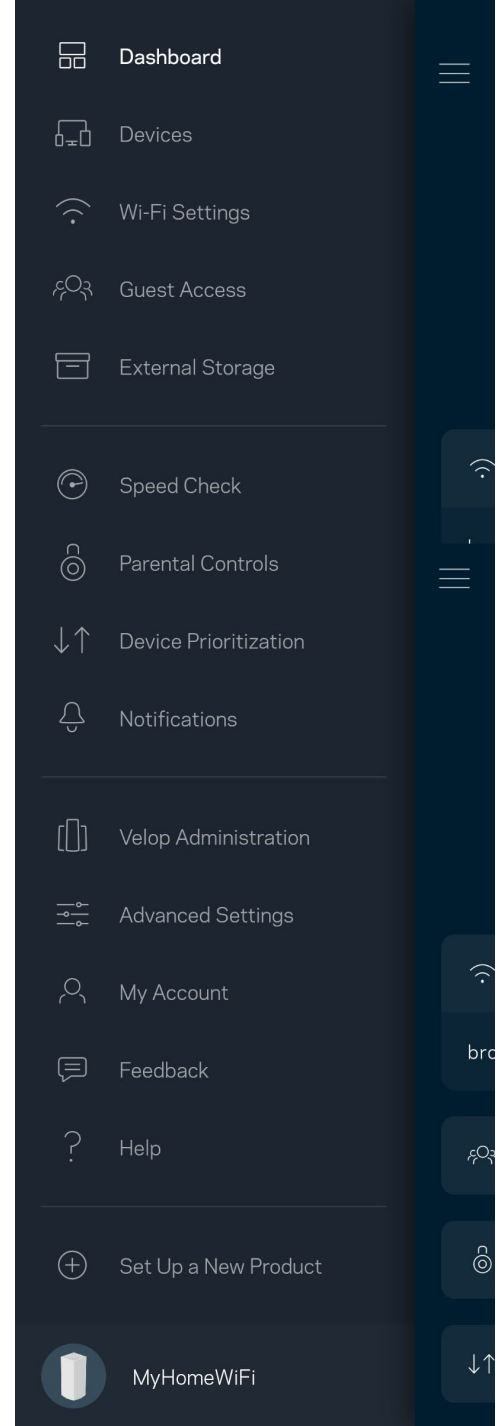 Dashboard
Devices
Wi-Fi Settings
Guest Access
External Storage
Speed Check
Parental Controls
Device Prioritization
Notifications
Velop Administration
Advanced Settings
My Account
Feedback
bro
Help
Set Up a New Product
MyHomeWiFi